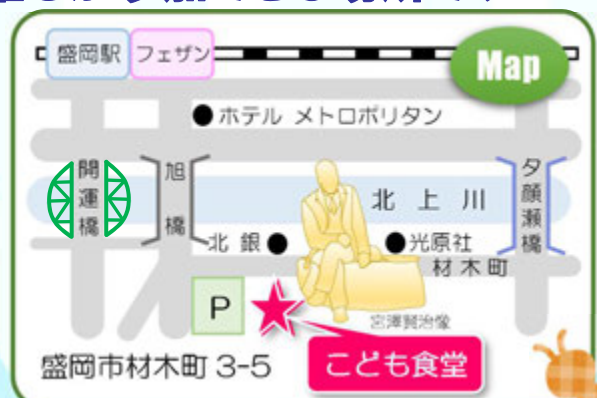 盛岡駅 フェザン
Map
●ホテル メトロポリタン
開運橋
旭橋
夕顔瀬橋
北上川
北銀●
●光原社
材木町
P
宮澤賢治像
盛岡市材木町 3-5
こども食堂